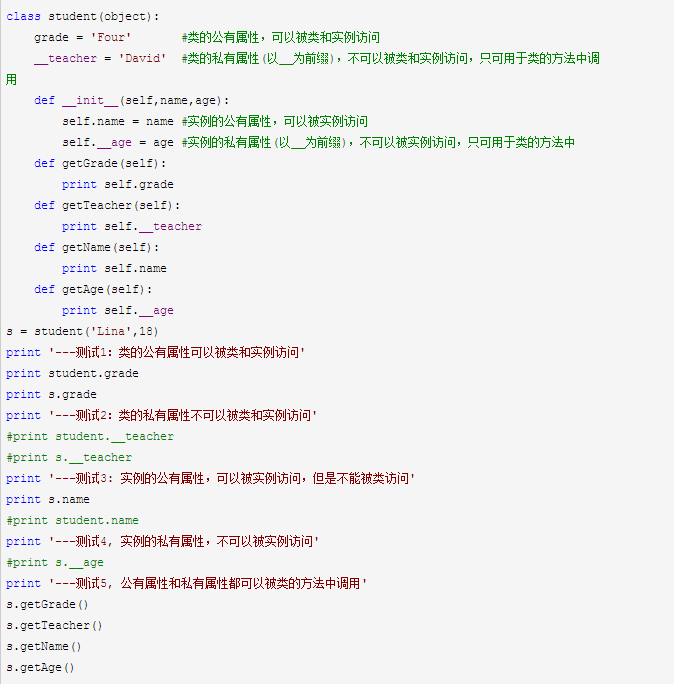 class student(object):
    grade = 'Four'       #类的公有属性，可以被类和实例访问
    __teacher = 'David'  #类的私有属性(以__为前缀)，不可以被类和实例访问，只可用于类的方法中调
用
    def __init__(self,name,age):
        self.name = name #实例的公有属性，可以被实例访问
        self.__age = age #实例的私有属性(以__为前缀)，不可以被实例访问，只可用于类的方法中
    def getGrade(self):
        print self.grade
    def getTeacher(self):
        print self.__teacher
    def getName(self):
        print self.name
    def getAge(self):
        print self.__age
s = student('Lina',18)
print '---测试1：类的公有属性可以被类和实例访问'
print student.grade
print s.grade
print '---测试2：类的私有属性不可以被类和实例访问'
#print student.__teacher
#print s.__teacher
print '---测试3：实例的公有属性，可以被实例访问，但是不能被类访问'
print s.name
#print student.name
print '---测试4，实例的私有属性，不可以被实例访问'
#print s.__age
print '---测试5，公有属性和私有属性都可以被类的方法中调用'
s.getGrade()
s.getTeacher()
s.getName()
s.getAge()